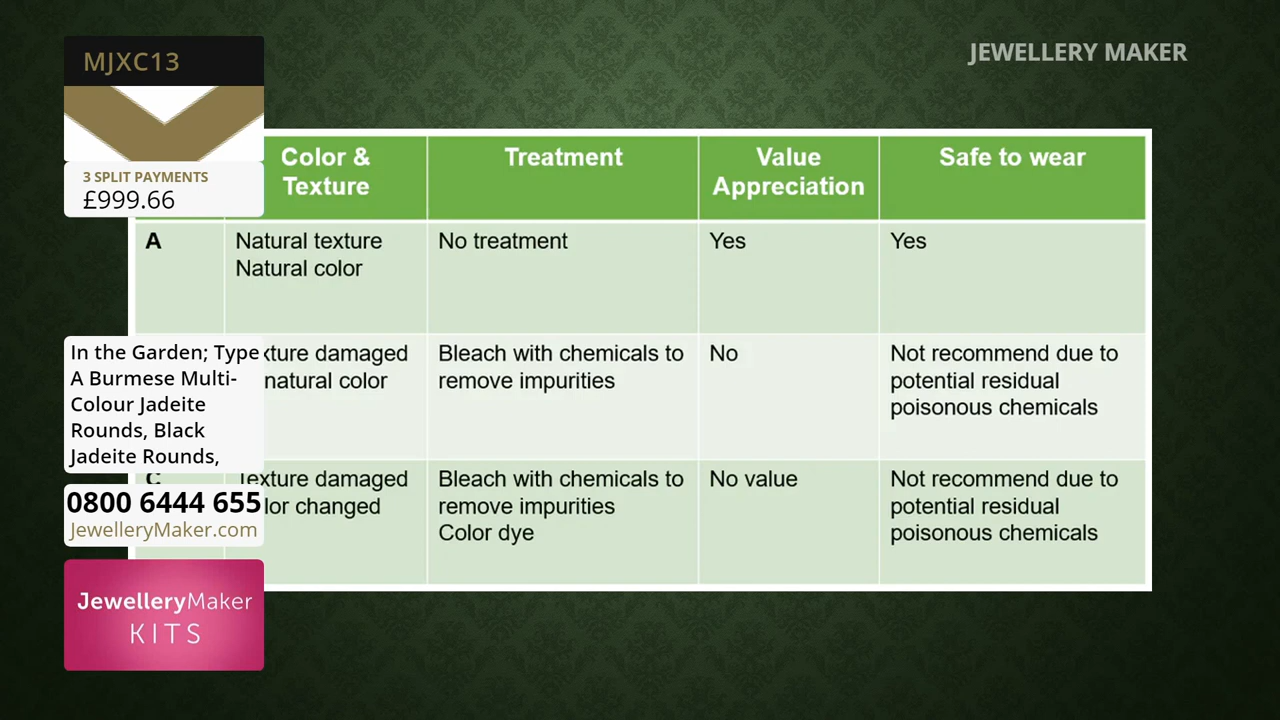 MJXC13
JEWELLERY MAKER
3 SPLIT PAYMENTS
£999.66
Color &
Texture
Treatment
Value
Appreciation
Safe to wear
A
Natural texture
Natural color
No treatment
Yes
Yes
In the Garden; Type
A Burmese Multi-
Colour Jadeite
Rounds, Black
Jadeite Rounds,
damaged
natural color
Bleach with chemicals to
remove impurities
No
Not recommend due to
potential residual
poisonous chemicals
C
Texture damaged
changed
Bleach with chemicals to
remove impurities
Color dye
No value
Not recommend due to
potential residual
poisonous chemicals
0800 6444 655
JewelleryMaker.com
JewelleryMaker
KITS